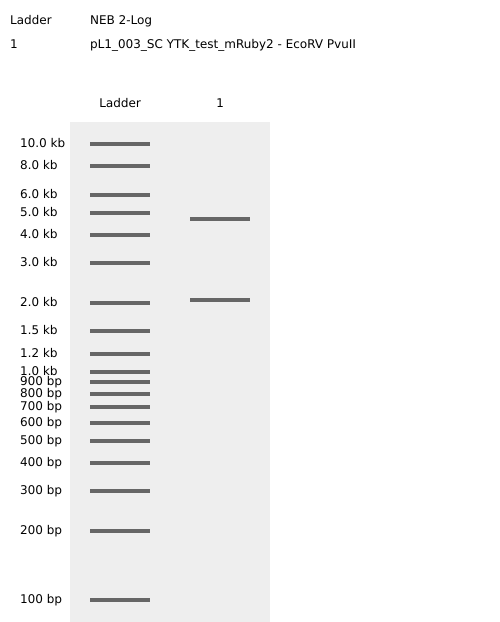 Ladder NEB 2-Log
1 pL1_003_SC YTK_test_mRuby2 - EcoRV PvuII
Ladder 1
10.0 kb
8.0 kb
6.0 kb
5.0 kb
4.0 kb
3.0 kb
2.0 kb
1.5 kb
1.2 kb
1.0 kb
900 bp
800 bp
700 bp
600 bp
500 bp
400 bp
300 bp
200 bp
100 bp